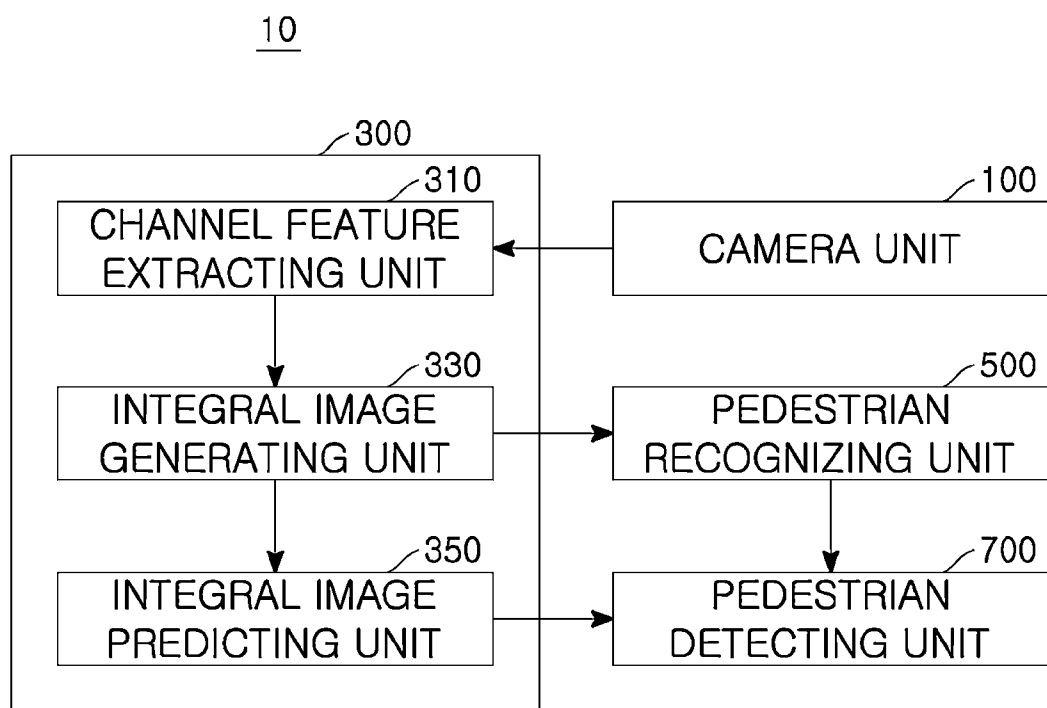 10
300
310
100
CHANNEL FEATURE
EXTRACTING UNIT
CAMERA UNIT
330
500
INTEGRAL IMAGE
GENERATING UNIT
PEDESTRIAN
RECOGNIZING UNIT
350
700
INTEGRAL IMAGE
PREDICTING UNIT
PEDESTRIAN
DETECTING UNIT